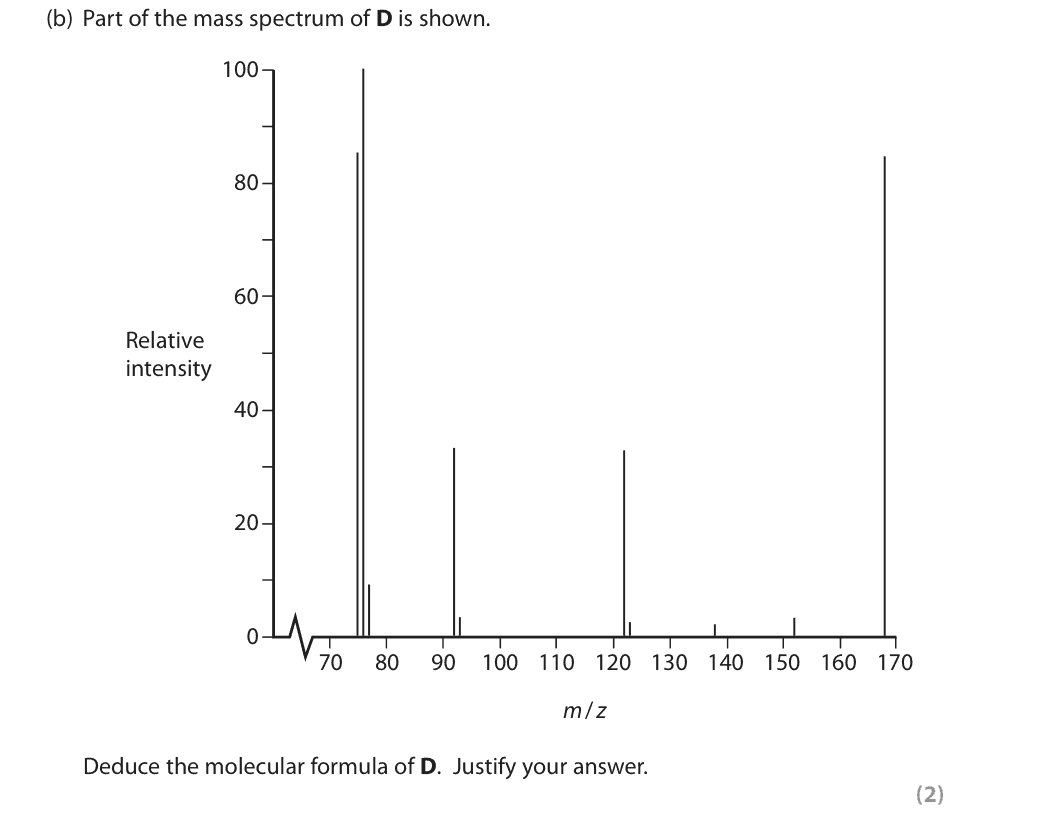 (b) Part of the mass spectrum of D is shown.
100
80
60
Relative
intensity
40
20
0
70 80 90 100 110 120 130 140 150 160 170
m / z
Deduce the molecular formula of D. Justify your answer.
(2)